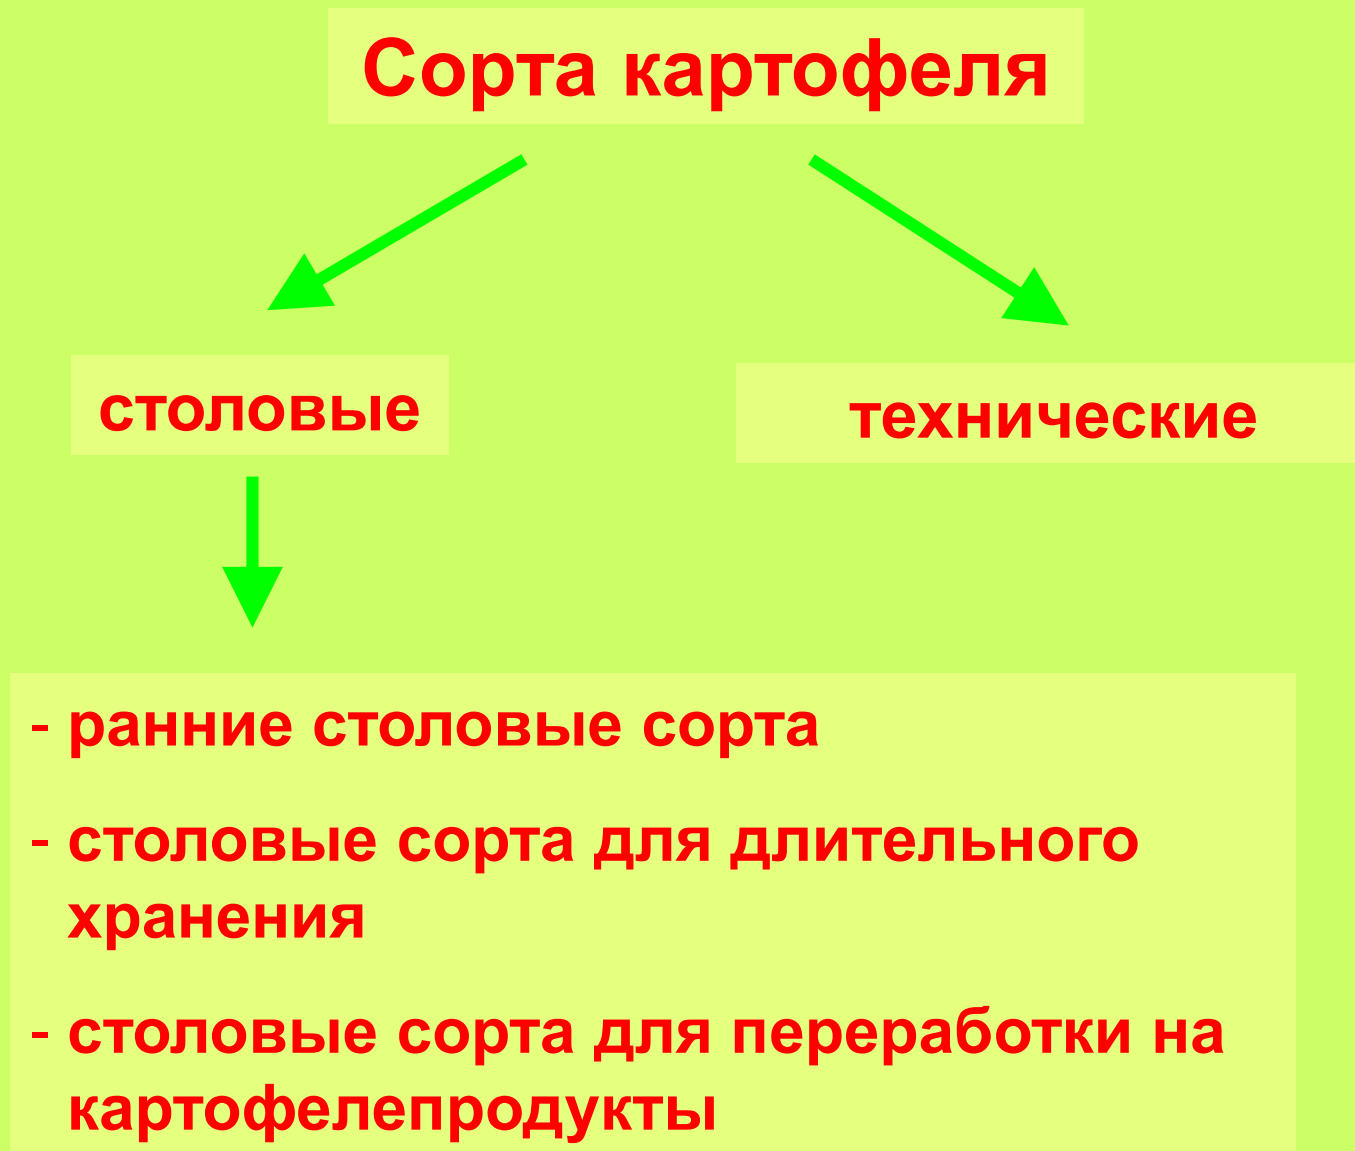 Сорта картофеля
столовые
технические
- ранние столовые сорта
- столовые сорта для длительного
хранения
- столовые сорта для переработки на
картофелепродукты